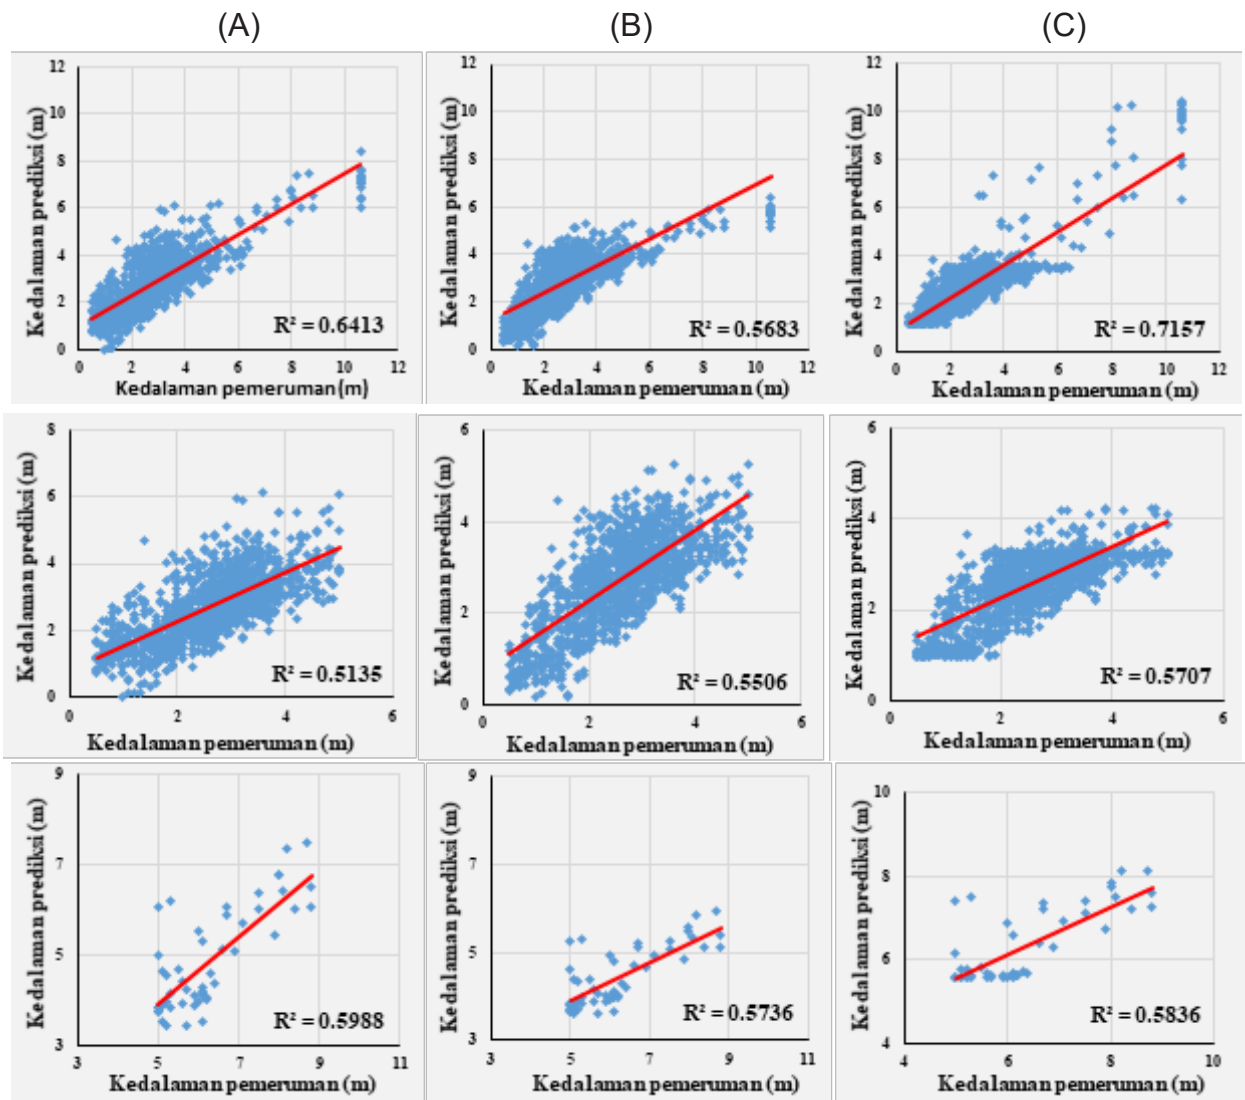 (A) (B) (C)
Kedalaman prediksi (m)
12
10
8
6
4
2
0
R² = 0.6413
0 2 4 6 8 10 12
Kedalaman pemeruman (m)
Kedalaman prediksi (m)
12
10
8
6
4
2
0
R² = 0.5683
0 2 4 6 8 10 12
Kedalaman pemeruman (m)
Kedalaman prediksi (m)
12
10
8
6
4
2
0
R² = 0.7157
0 2 4 6 8 10 12
Kedalaman pemeruman (m)
Kedalaman prediksi (m)
8
6
4
2
0
R² = 0.5135
0 2 4 6
Kedalaman pemeruman (m)
Kedalaman prediksi (m)
6
4
2
0
R² = 0.5506
0 2 4 6
Kedalaman pemeruman (m)
Kedalaman prediksi (m)
6
4
2
0
R² = 0.5707
0 2 4 6
Kedalaman pemeruman (m)
Kedalaman prediksi (m)
9
7
5
3
R² = 0.5988
3 5 7 9 11
Kedalaman pemeruman (m)
Kedalaman prediksi (m)
9
7
5
3
R² = 0.5736
3 5 7 9 11
Kedalaman pemeruman (m)
Kedalaman prediksi (m)
10
8
6
4
R² = 0.5836
4 6 8 10
Kedalaman pemeruman (m)